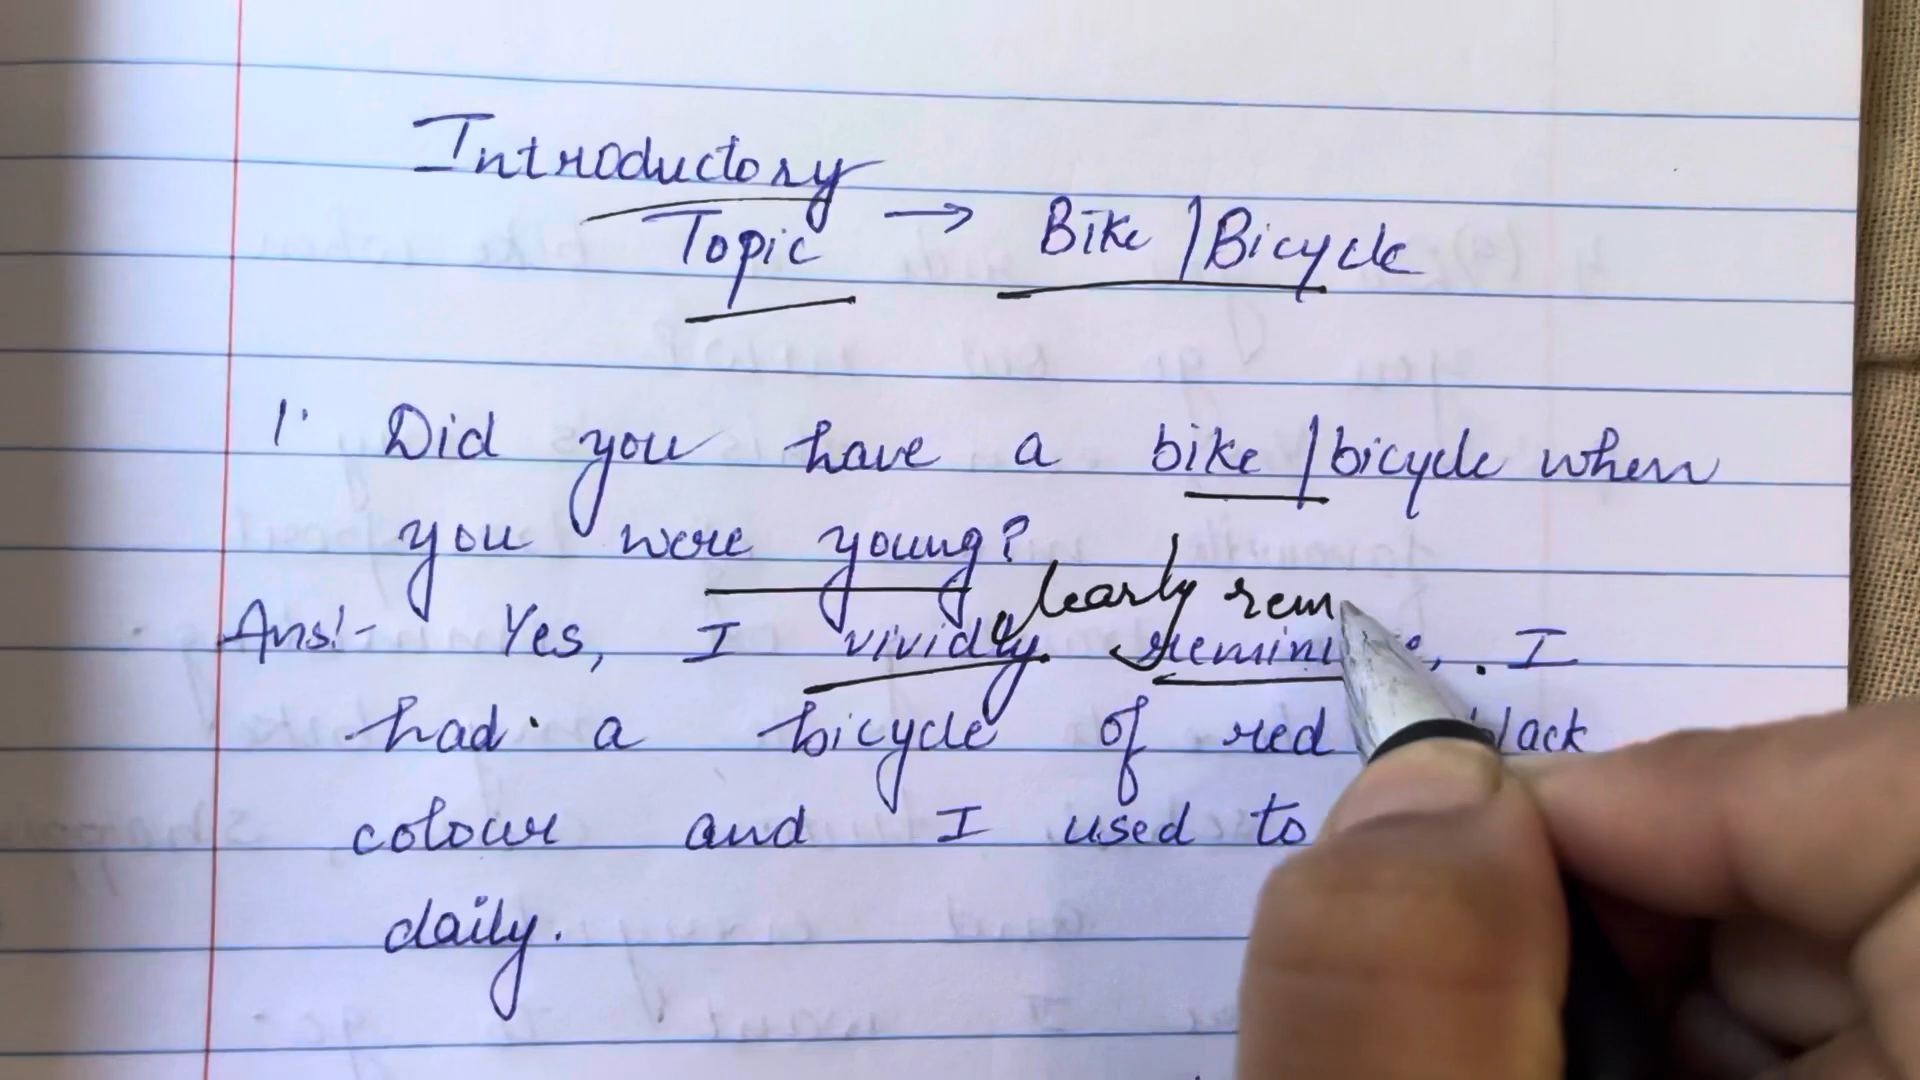 Introductory
Topic → Bike/Bicycle
1. Did you have a bike/bicycle when
you were young?
clearly rem
Ans:- Yes, I vividly , I
had a bicycle of red black
colour and I used to
daily.